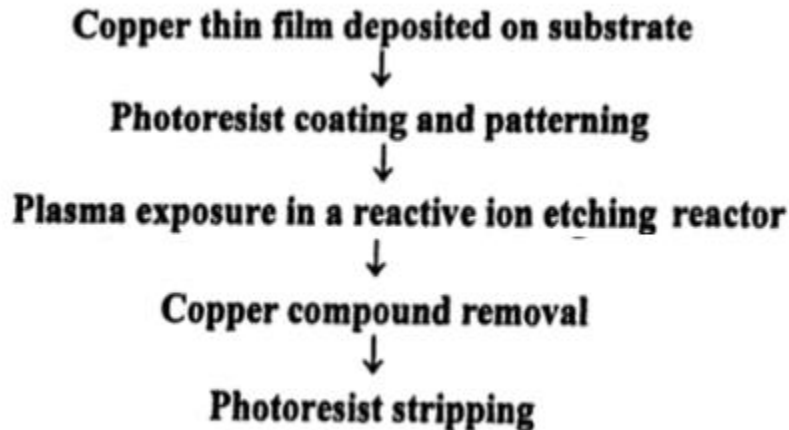 Copper thin film deposited on substrate
↓
Photoresist coating and patterning
↓
Plasma exposure in a reactive ion etching reactor
↓
Copper compound removal
↓
Photoresist stripping